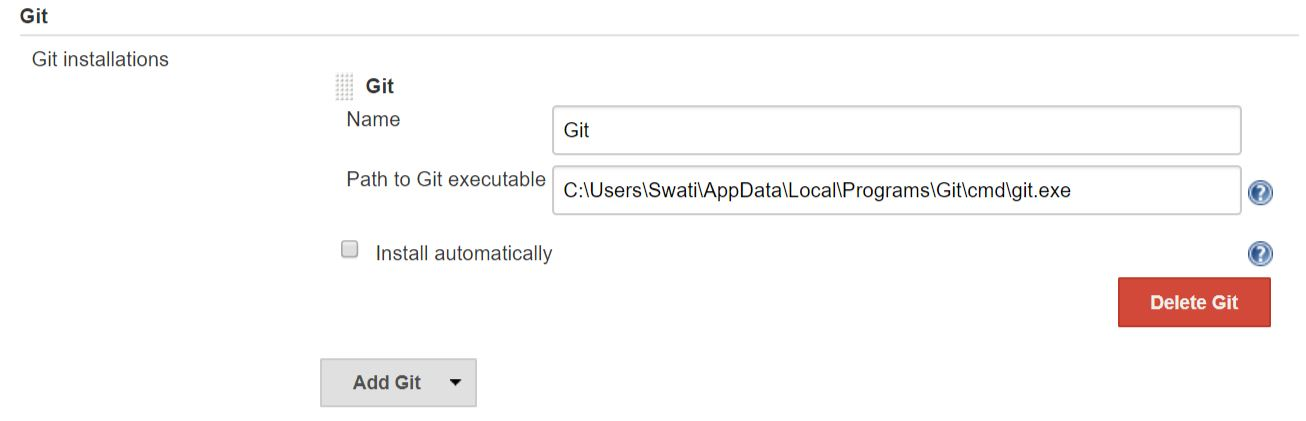 Git
Git installations
Git
Name
Git
Path to Git executable
C:\Users\Swati\AppData\Local\Programs\Git\cmd\git.exe
?
Install automatically
?
Delete Git
Add Git